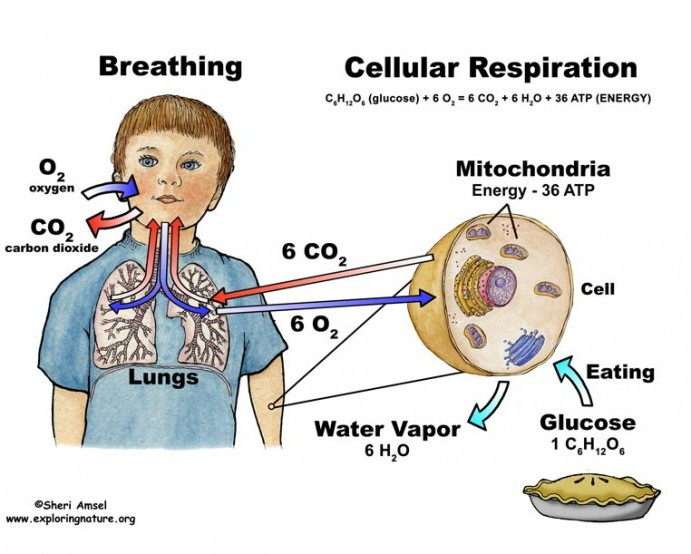 Breathing
Cellular Respiration
C₆H₁₂O₆ (glucose) + 6 O₂ = 6 CO₂ + 6 H₂O + 36 ATP (ENERGY)
O₂
oxygen
CO₂
carbon dioxide
Mitochondria
Energy - 36 ATP
6 CO₂
6 O₂
Cell
Lungs
Eating
Water Vapor
6 H₂O
Glucose
1 C₆H₁₂O₆
©Sheri Amsel
www.exploringnature.org